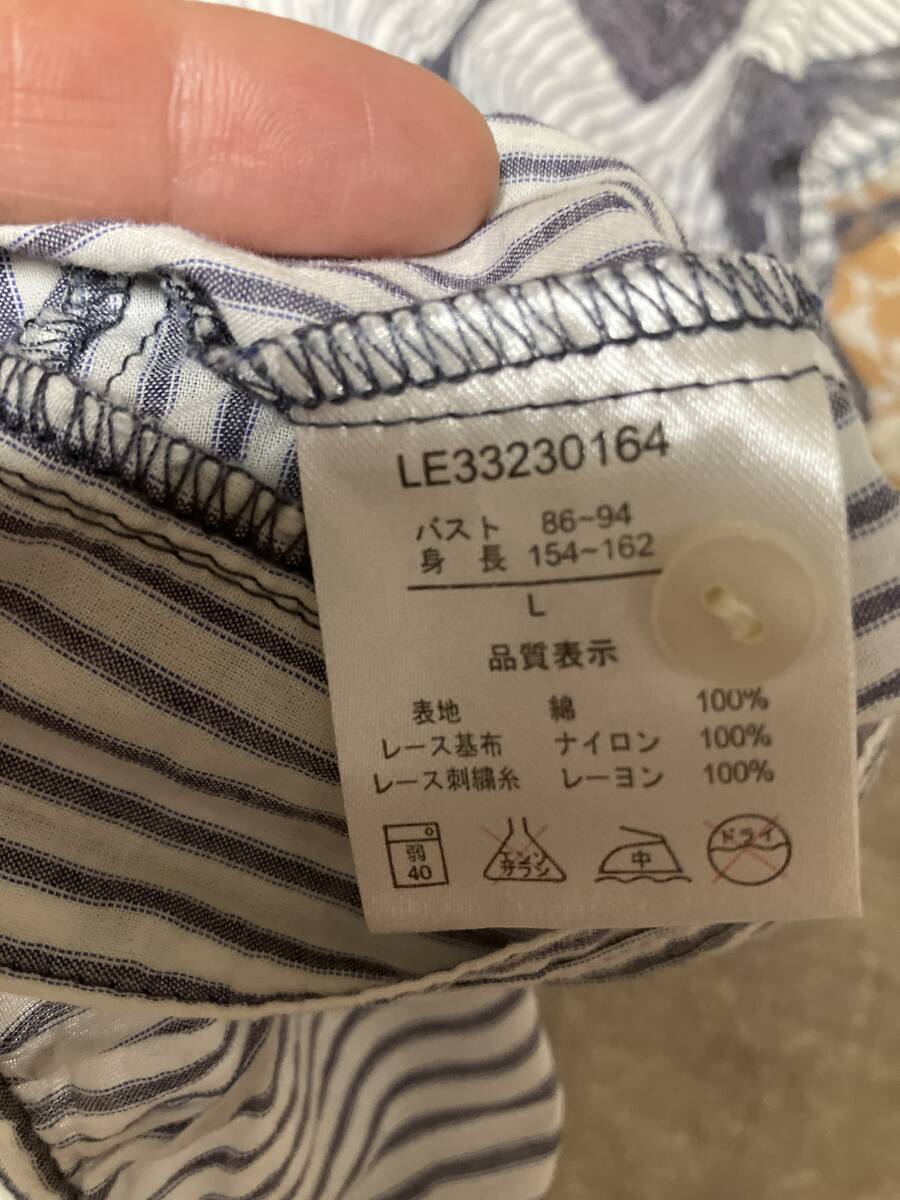 LE33230164
バスト 86~94
身長 154~162
L
品質表示
表地 綿 100%
レース基布 ナイロン 100%
レース刺繍糸 レーヨン 100%
弱 40
エンソ サラシ
中
ドライ